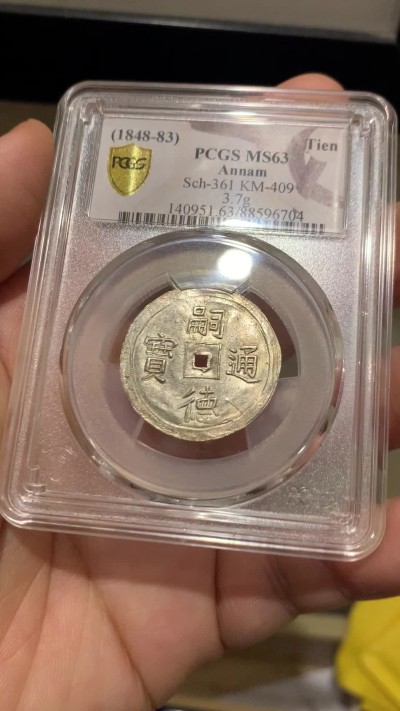 (1848-83)
Tien
PCGS
PCGS MS63
Annam
Sch-361 KM-409
3.7g
140951.63/88596704
嗣
德
通
寶